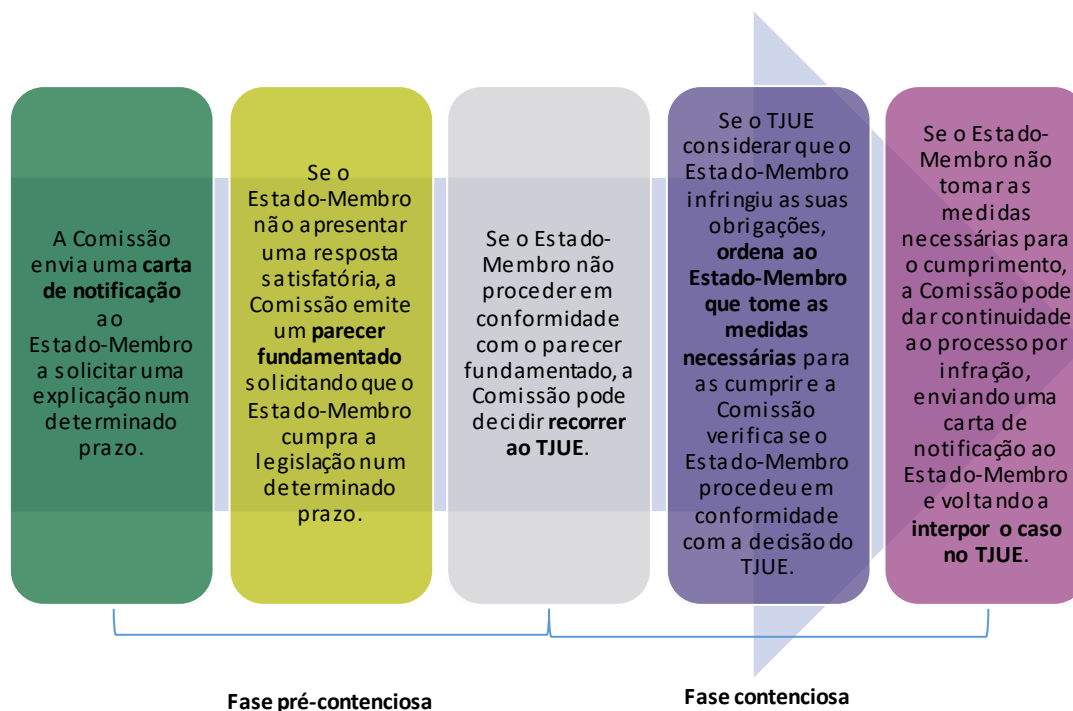 A Comissão
envia uma carta
de notificação
ao
Estado-Membro
a solicitar uma
explicação num
determinado
prazo.
Se o
Estado-Membro
não apresentar
uma resposta
satisfatória, a
Comissão emite
um parecer
fundamentado
solicitando que o
Estado-Membro
cumpra a
legislação num
determinado
prazo.
Se o Estado-
Membro não
proceder em
conformidade
com o parecer
fundamentado, a
Comissão pode
decidir recorrer
ao TJUE.
Se o TJUE
considerar que o
Estado-Membro
infringiu as suas
obrigações,
ordena ao
Estado-Membro
que tome as
medidas
necessárias para
as cumprir e a
Comissão
verifica se o
Estado-Membro
procedeu em
conformidade
com a decisão do
TJUE.
Se o Estado-
Membro não
tomar as
medidas
necessárias para
o cumprimento,
a Comissão pode
dar continuidade
ao processo por
infração,
enviando uma
carta de
notificação ao
Estado-Membro
e voltando a
interpor o caso
no TJUE.
Fase pré-contenciosa
Fase contenciosa